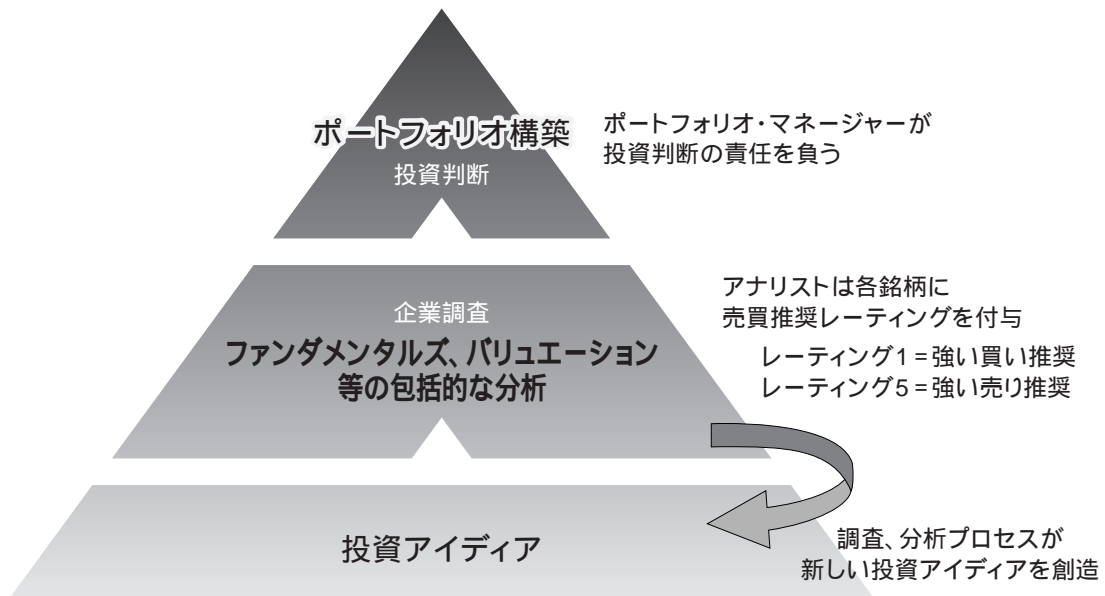 ポートフォリオ構築
投資判断
ポートフォリオ・マネージャーが
投資判断の責任を負う
企業調査
ファンダメンタルズ、バリュエーション
等の包括的な分析
アナリストは各銘柄に
売買推奨レーティングを付与
レーティング1=強い買い推奨
レーティング5=強い売り推奨
投資アイディア
調査、分析プロセスが
新しい投資アイディアを創造